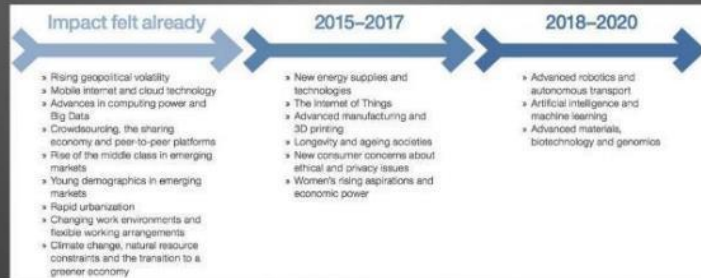 Impact felt already
» Rising geopolitical volatility
» Mobile internet and cloud technology
» Advances in computing power and
Big Data
» Crowdsourcing, the sharing
economy and peer-to-peer platforms
» Rise of the middle class in emerging
markets
» Young demographics in emerging
markets
» Rapid urbanization
» Changing work environments and
flexible working arrangements
» Climate change, natural resource
constraints and the transition to a
greener economy
2015–2017
» New energy supplies and
technologies
» The Internet of Things
» Advanced manufacturing and
3D printing
» Longevity and ageing societies
» New consumer concerns about
ethical and privacy issues
» Women's rising aspirations and
economic power
2018–2020
» Advanced robotics and
autonomous transport
» Artificial intelligence and
machine learning
» Advanced materials,
biotechnology and genomics